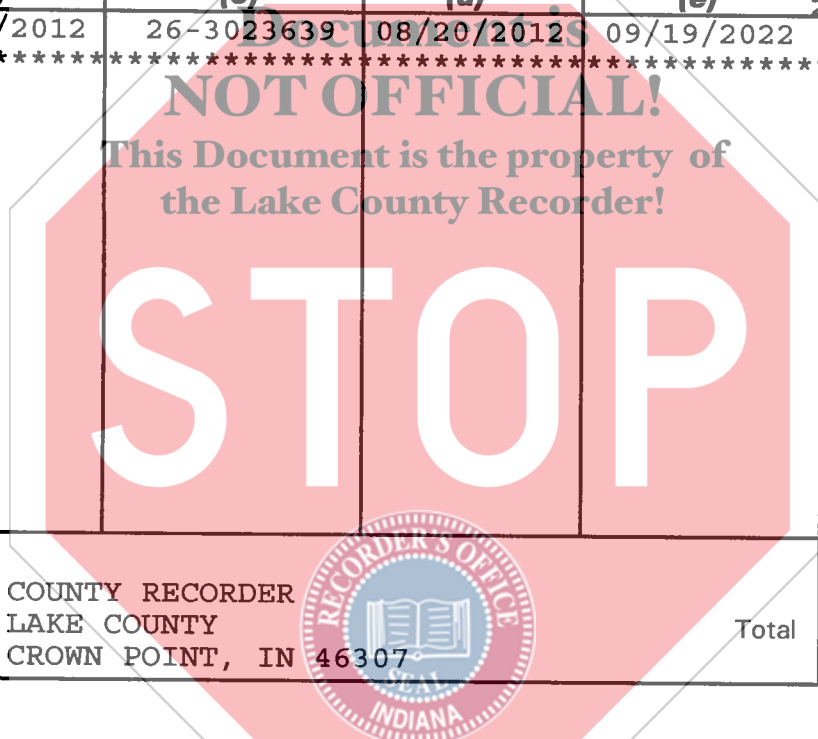 (c) (d) (e)
/2012 26-3023639 08/20/2012 09/19/2022
Document is
****************************************************
NOT OFFICIAL!
This Document is the property of
the Lake County Recorder!
STOP
RECORDER'S OFFICE
COUNTY RECORDER
LAKE COUNTY
Total
CROWN POINT, IN 46307
SEAL
INDIANA